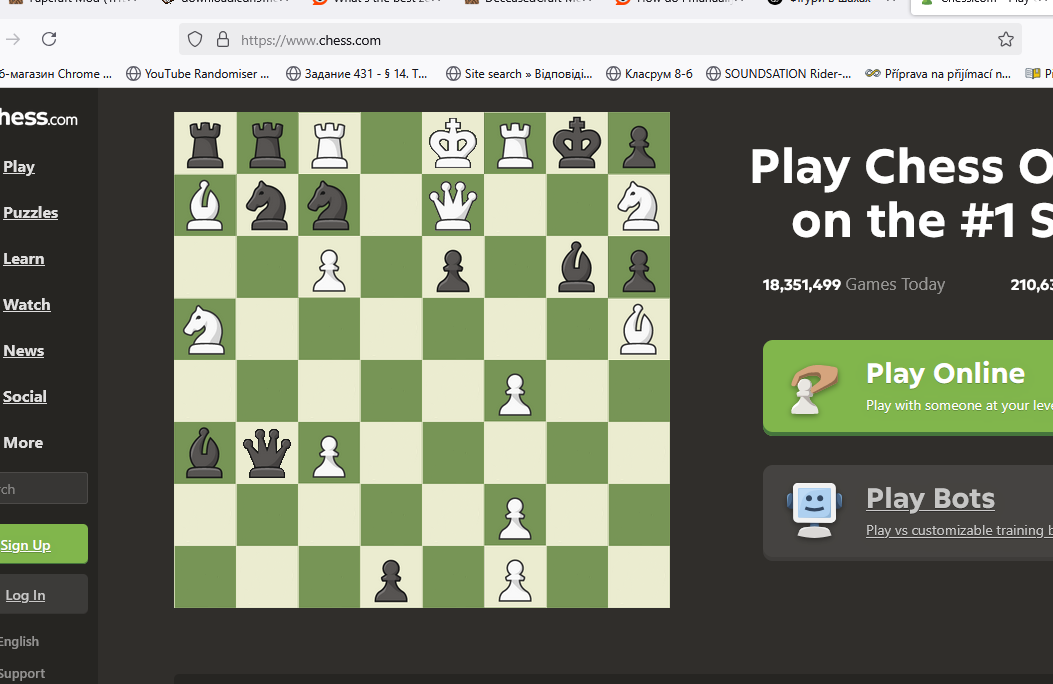 https://www.chess.com
б-магазин Chrome ... YouTube Randomiser ... Задание 431 - § 14. Т... Site search » Відповіді... Класрум 8-б SOUNDSATION Rider-... Příprava na přijímací n...
hess.com
Play
Puzzles
Learn
Watch
News
Social
More
rch
Sign Up
Log In
English
Support
Play Chess O
on the #1 S
18,351,499 Games Today 210,63
Play Online
Play with someone at your leve
Play Bots
Play vs customizable training b